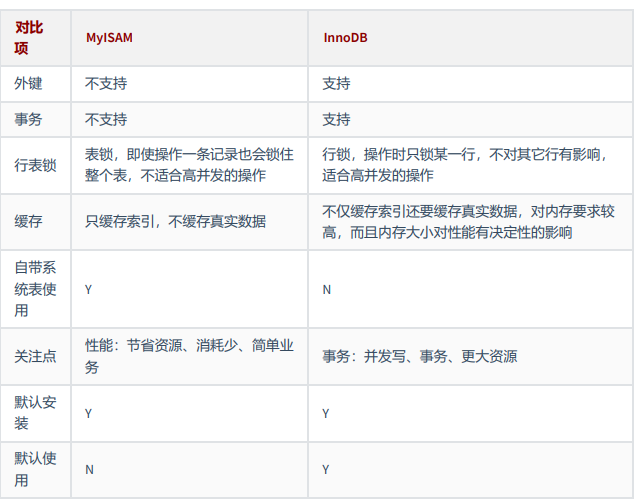 对比
项
MyISAM
InnoDB
外键
不支持
支持
事务
不支持
支持
行表锁
表锁，即使操作一条记录也会锁住
整个表，不适合高并发的操作
行锁，操作时只锁某一行，不对其它行有影响，
适合高并发的操作
缓存
只缓存索引，不缓存真实数据
不仅缓存索引还要缓存真实数据，对内存要求较
高，而且内存大小对性能有决定性的影响
自带系
统表使
用
Y
N
关注点
性能：节省资源、消耗少、简单业
务
事务：并发写、事务、更大资源
默认安
装
Y
Y
默认使
用
N
Y